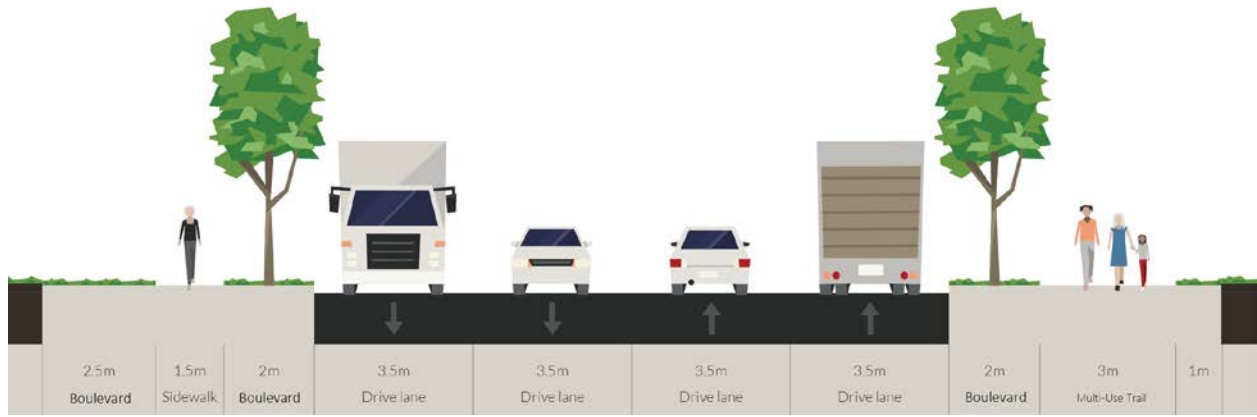 2.5m
Boulevard
1.5m
Sidewalk
2m
Boulevard
3.5m
Drive lane
3.5m
Drive lane
3.5m
Drive lane
3.5m
Drive lane
2m
Boulevard
3m
Multi-Use Trail
1m